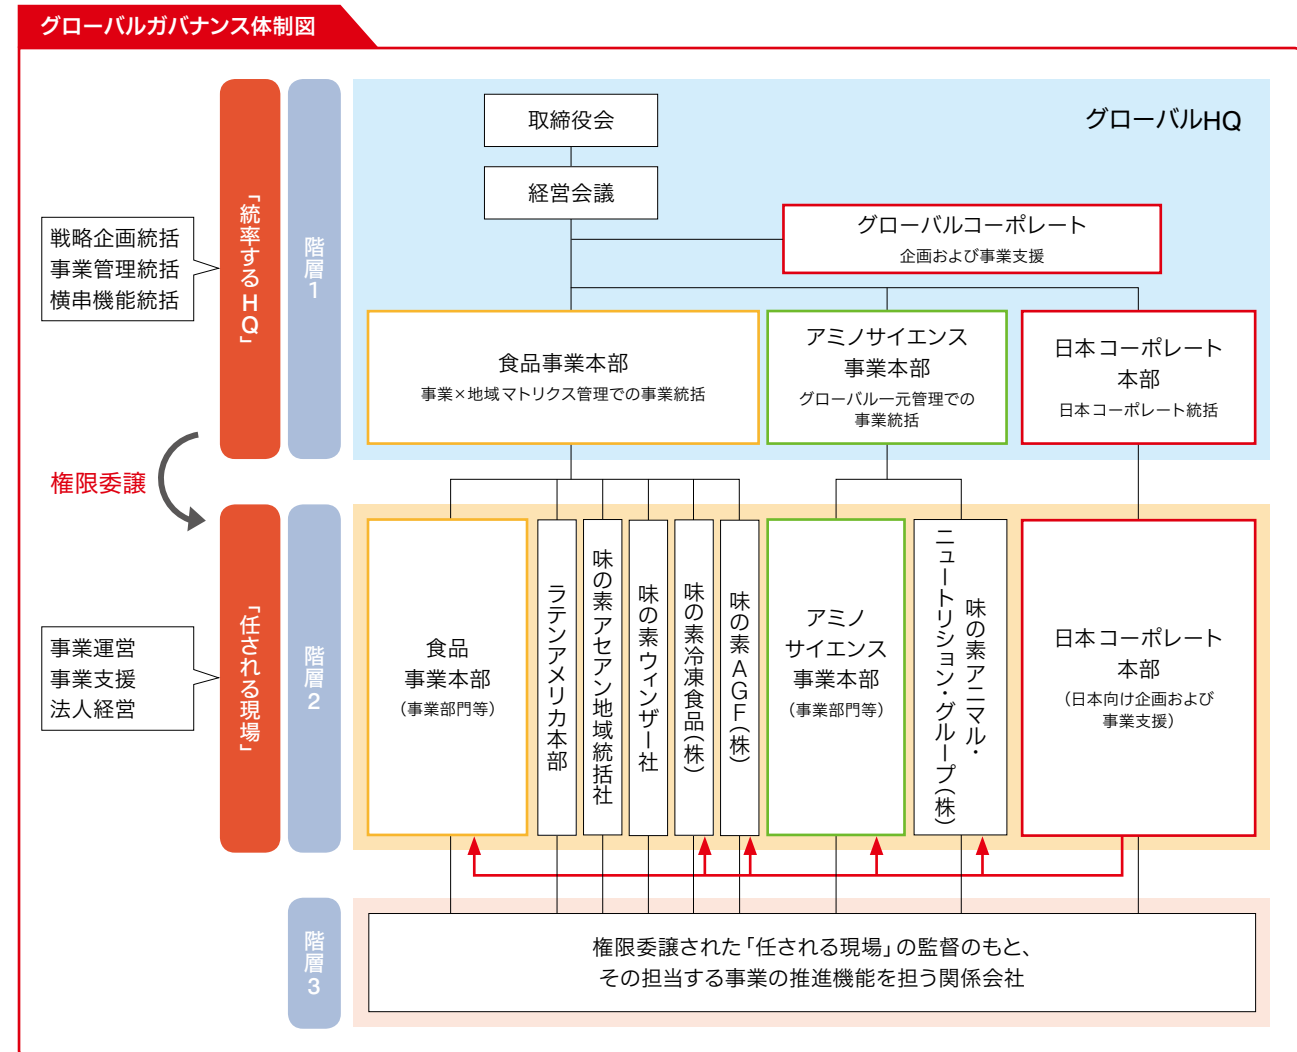 グローバルガバナンス体制図
グローバルHQ
取締役会
経営会議
グローバルコーポレート
企画および事業支援
「統率するHQ」
階層1
戦略企画統括
事業管理統括
横串機能統括
食品事業本部
事業×地域マトリクス管理での事業統括
アミノサイエンス
事業本部
グローバル一元管理での
事業統括
日本コーポレート
本部
日本コーポレート統括
権限委譲
「任される現場」
階層2
事業運営
事業支援
法人経営
食品
事業本部
（事業部門等）
ラテンアメリカ本部
味の素アセアン地域統括社
味の素ウィンザー社
味の素冷凍食品（株）
味の素AGF（株）
アミノ
サイエンス
事業本部
（事業部門等）
味の素アニマル・
ニュートリション・グループ（株）
日本コーポレート
本部
（日本向け企画および
事業支援）
階層3
権限委譲された「任される現場」の監督のもと、
その担当する事業の推進機能を担う関係会社